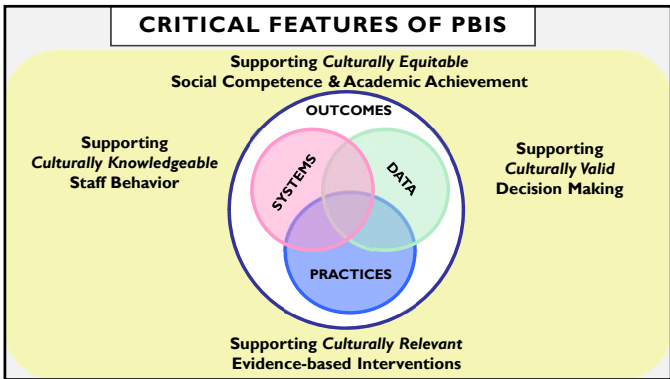 CRITICAL FEATURES OF PBIS
Supporting Culturally Equitable
Social Competence & Academic Achievement
OUTCOMES
Supporting
Culturally Knowledgeable
Staff Behavior
SYSTEMS
DATA
Supporting
Culturally Valid
Decision Making
PRACTICES
Supporting Culturally Relevant
Evidence-based Interventions